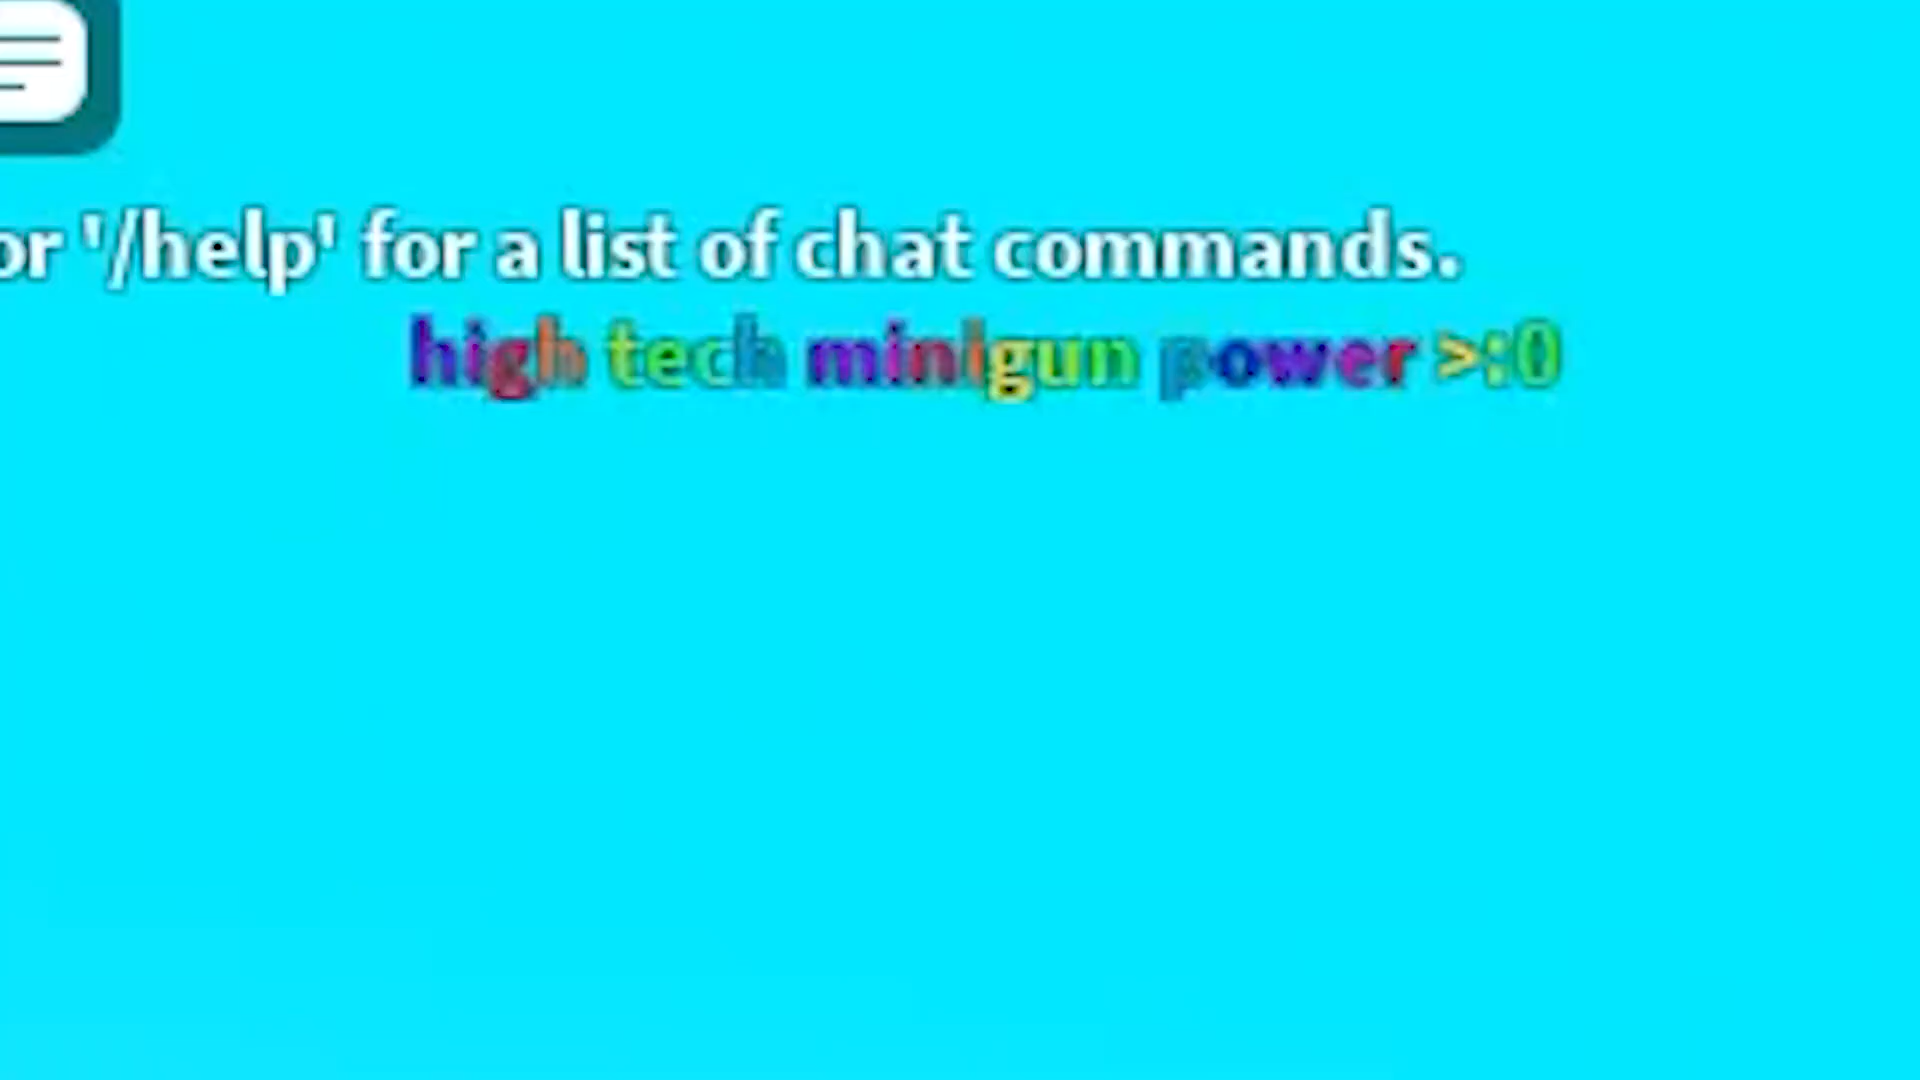 or '/help' for a list of chat commands.
high tech minigun power >:0